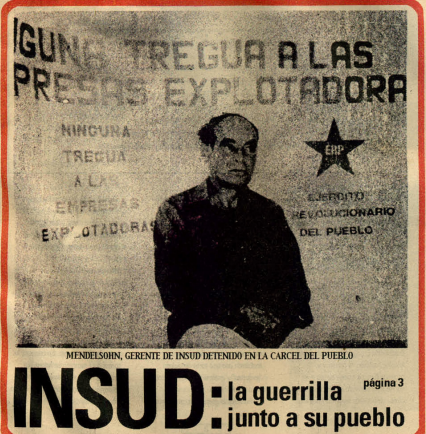 IGUNA TREGUA A LAS
PRESAS EXPLOTADORA
NINGUNA
TREGUA
A LAS
EMPRESAS
EXPLOTADORAS
ERP
EJERCITO
REVOLUCIONARIO
DEL PUEBLO
MENDELSOHN, GERENTE DE INSUD DETENIDO EN LA CARCEL DEL PUEBLO
INSUD:
la guerrilla
junto a su pueblo
página 3